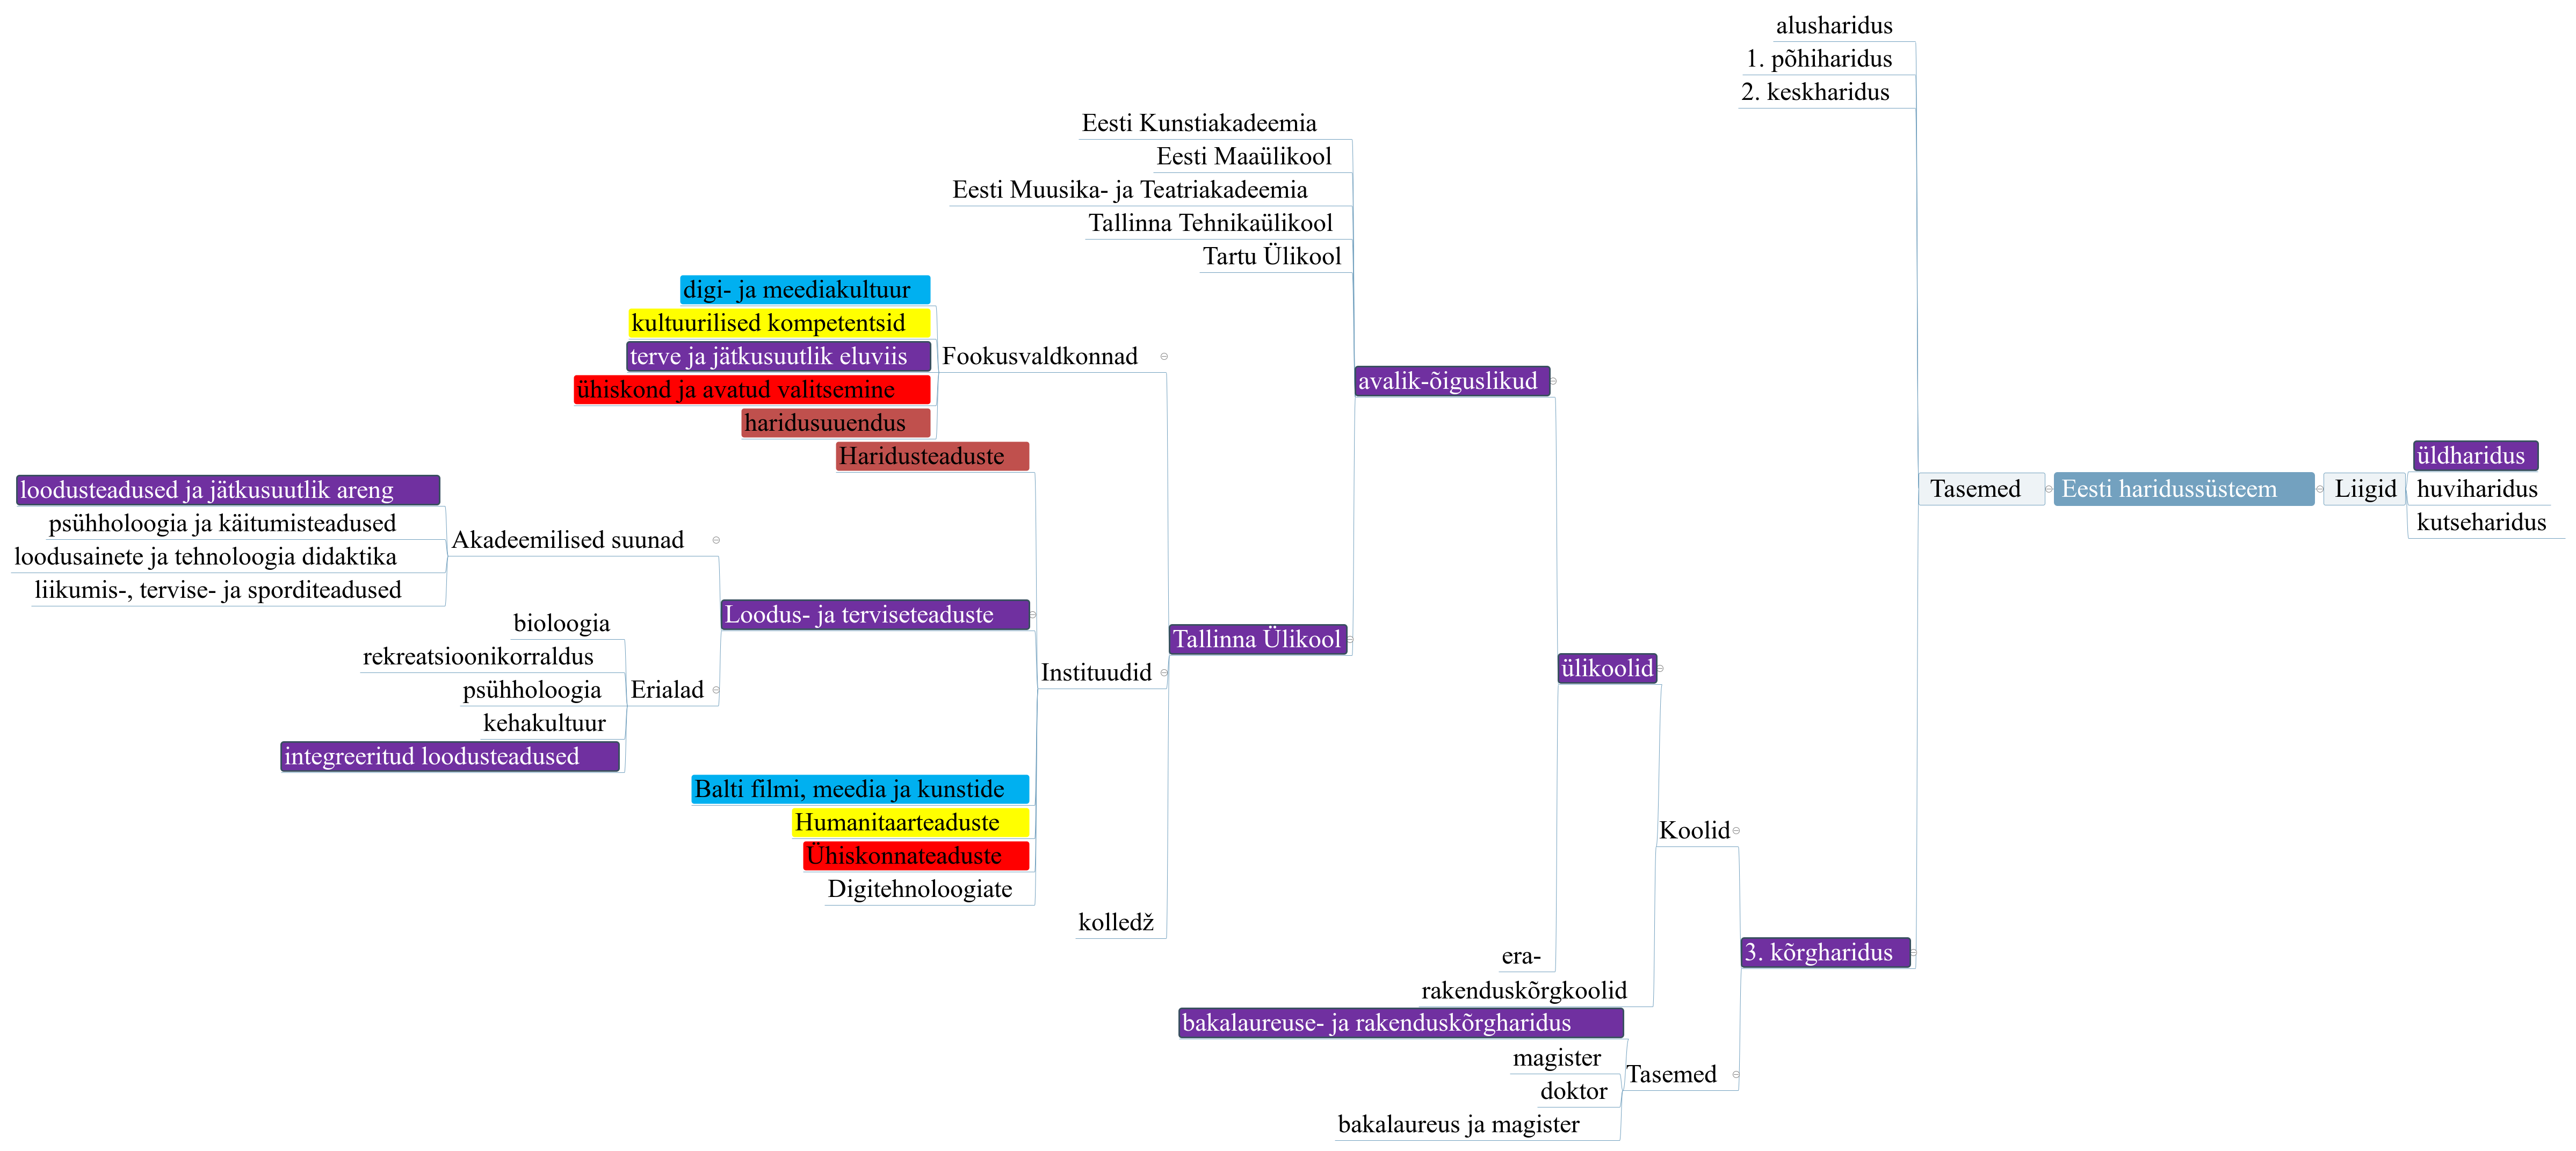 alusharidus
1. põhiharidus
2. keskharidus
Eesti Kunstiakadeemia
Eesti Maaülikool
Eesti Muusika- ja Teatriakadeemia
Tallinna Tehnikaülikool
Tartu Ülikool
digi- ja meediakultuur
kultuurilised kompetentsid
terve ja jätkusuutlik eluviis
ühiskond ja avatud valitsemine
haridusuuendus
Fookusvaldkonnad
avalik-õiguslikud
Haridusteaduste
loodusteadused ja jätkusuutlik areng
psühholoogia ja käitumisteadused
loodusainete ja tehnoloogia didaktika
liikumis-, tervise- ja sporditeadused
Akadeemilised suunad
Loodus- ja terviseteaduste
bioloogia
rekreatsioonikorraldus
psühholoogia
kehakultuur
integreeritud loodusteadused
Erialad
Instituudid
Tallinna Ülikool
ülikoolid
Balti filmi, meedia ja kunstide
Humanitaarteaduste
Ühiskonnateaduste
Digitehnoloogiate
kolledž
era-
rakenduskõrgkoolid
Koolid
3. kõrgharidus
bakalaureuse- ja rakenduskõrgharidus
magister
doktor
bakalaureus ja magister
Tasemed
Tasemed
Eesti haridussüsteem
Liigid
üldharidus
huviharidus
kutseharidus